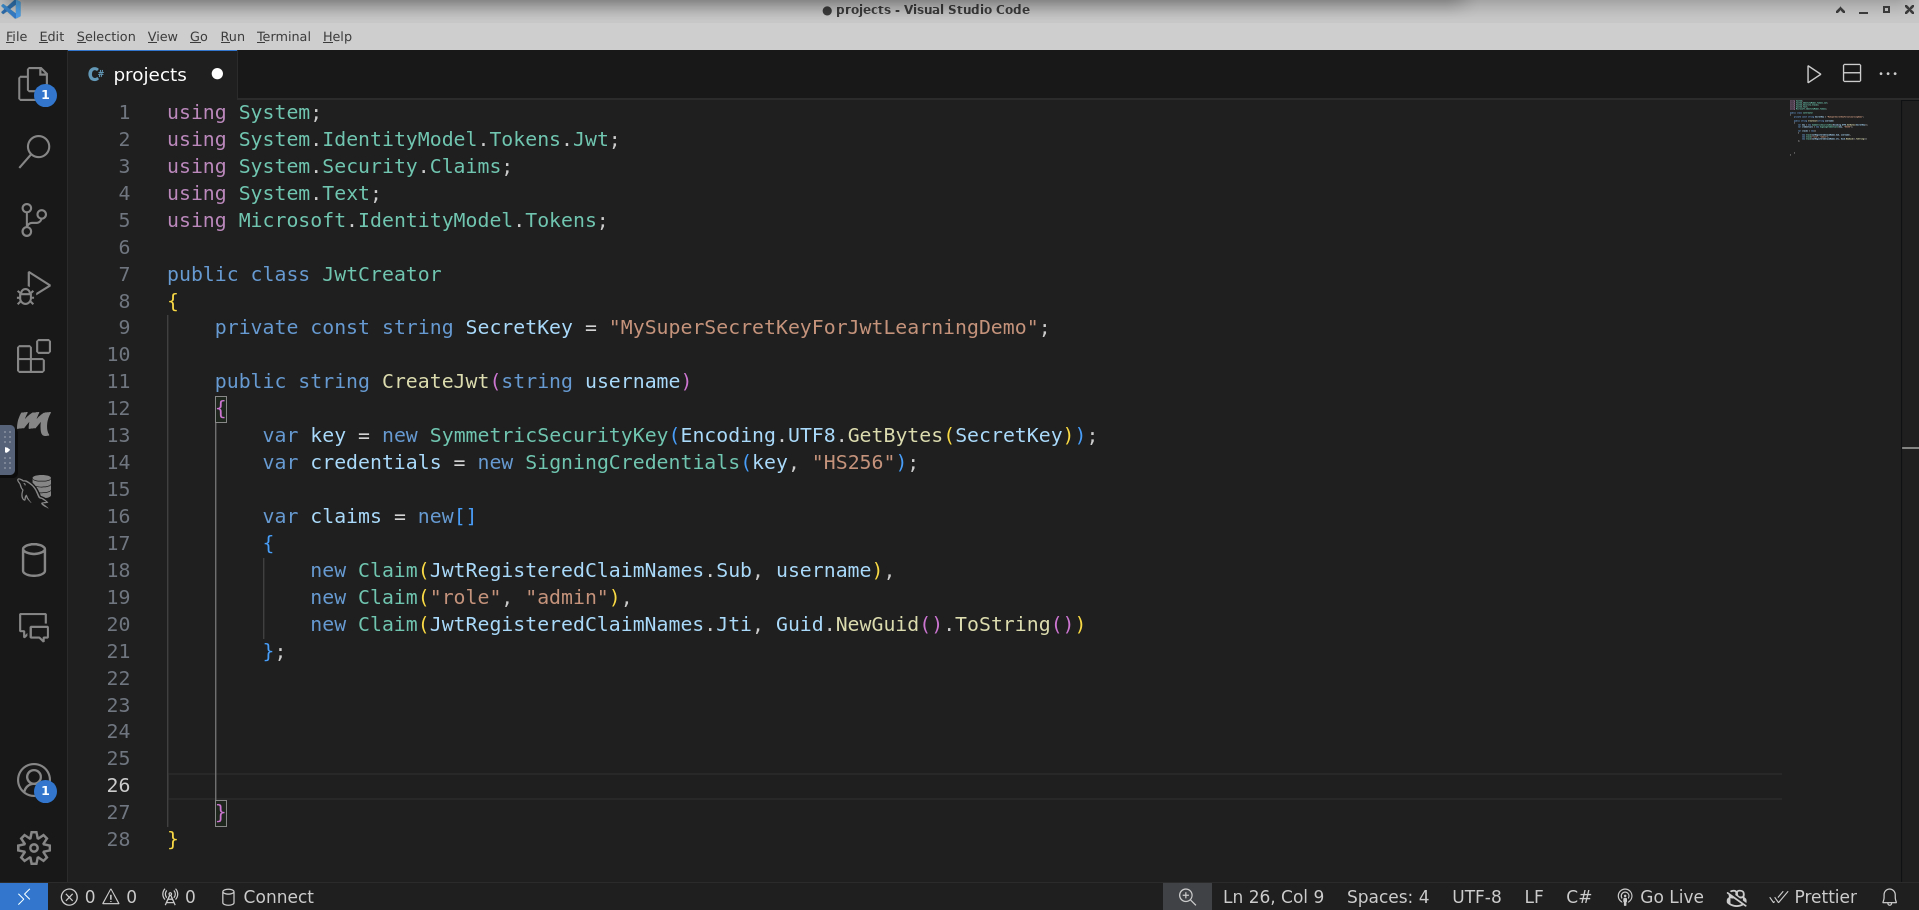 ● projects - Visual Studio Code
File Edit Selection View Go Run Terminal Help
C# projects
1 using System;
2 using System.IdentityModel.Tokens.Jwt;
3 using System.Security.Claims;
4 using System.Text;
5 using Microsoft.IdentityModel.Tokens;
6
7 public class JwtCreator
8 {
9     private const string SecretKey = "MySuperSecretKeyForJwtLearningDemo";
10
11     public string CreateJwt(string username)
12     {
13         var key = new SymmetricSecurityKey(Encoding.UTF8.GetBytes(SecretKey));
14         var credentials = new SigningCredentials(key, "HS256");
15
16         var claims = new[]
17         {
18             new Claim(JwtRegisteredClaimNames.Sub, username),
19             new Claim("role", "admin"),
20             new Claim(JwtRegisteredClaimNames.Jti, Guid.NewGuid().ToString())
21         };
22
23
24
25
26
27     }
28 }
1
1
0 0 0 Connect Ln 26, Col 9 Spaces: 4 UTF-8 LF C# Go Live Prettier